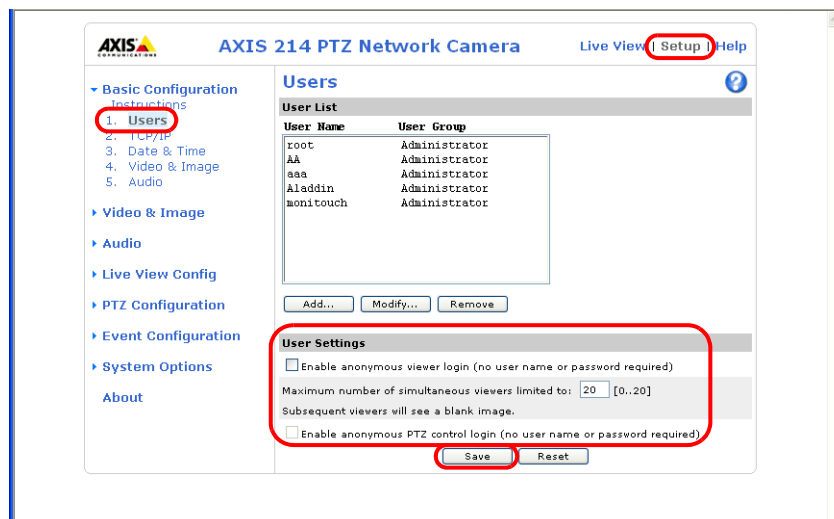 AXIS
COMMUNICATIONS
AXIS 214 PTZ Network Camera
Live View | Setup | Help
Basic Configuration
Instructions
1. Users
2. TCP/IP
3. Date & Time
4. Video & Image
5. Audio
Video & Image
Audio
Live View Config
PTZ Configuration
Event Configuration
System Options
About
Users
?
User List
User Name User Group
root Administrator
AA Administrator
aaa Administrator
Aladdin Administrator
monitouch Administrator
Add... Modify... Remove
User Settings
Enable anonymous viewer login (no user name or password required)
Maximum number of simultaneous viewers limited to: 20 [0..20]
Subsequent viewers will see a blank image.
Enable anonymous PTZ control login (no user name or password required)
Save Reset